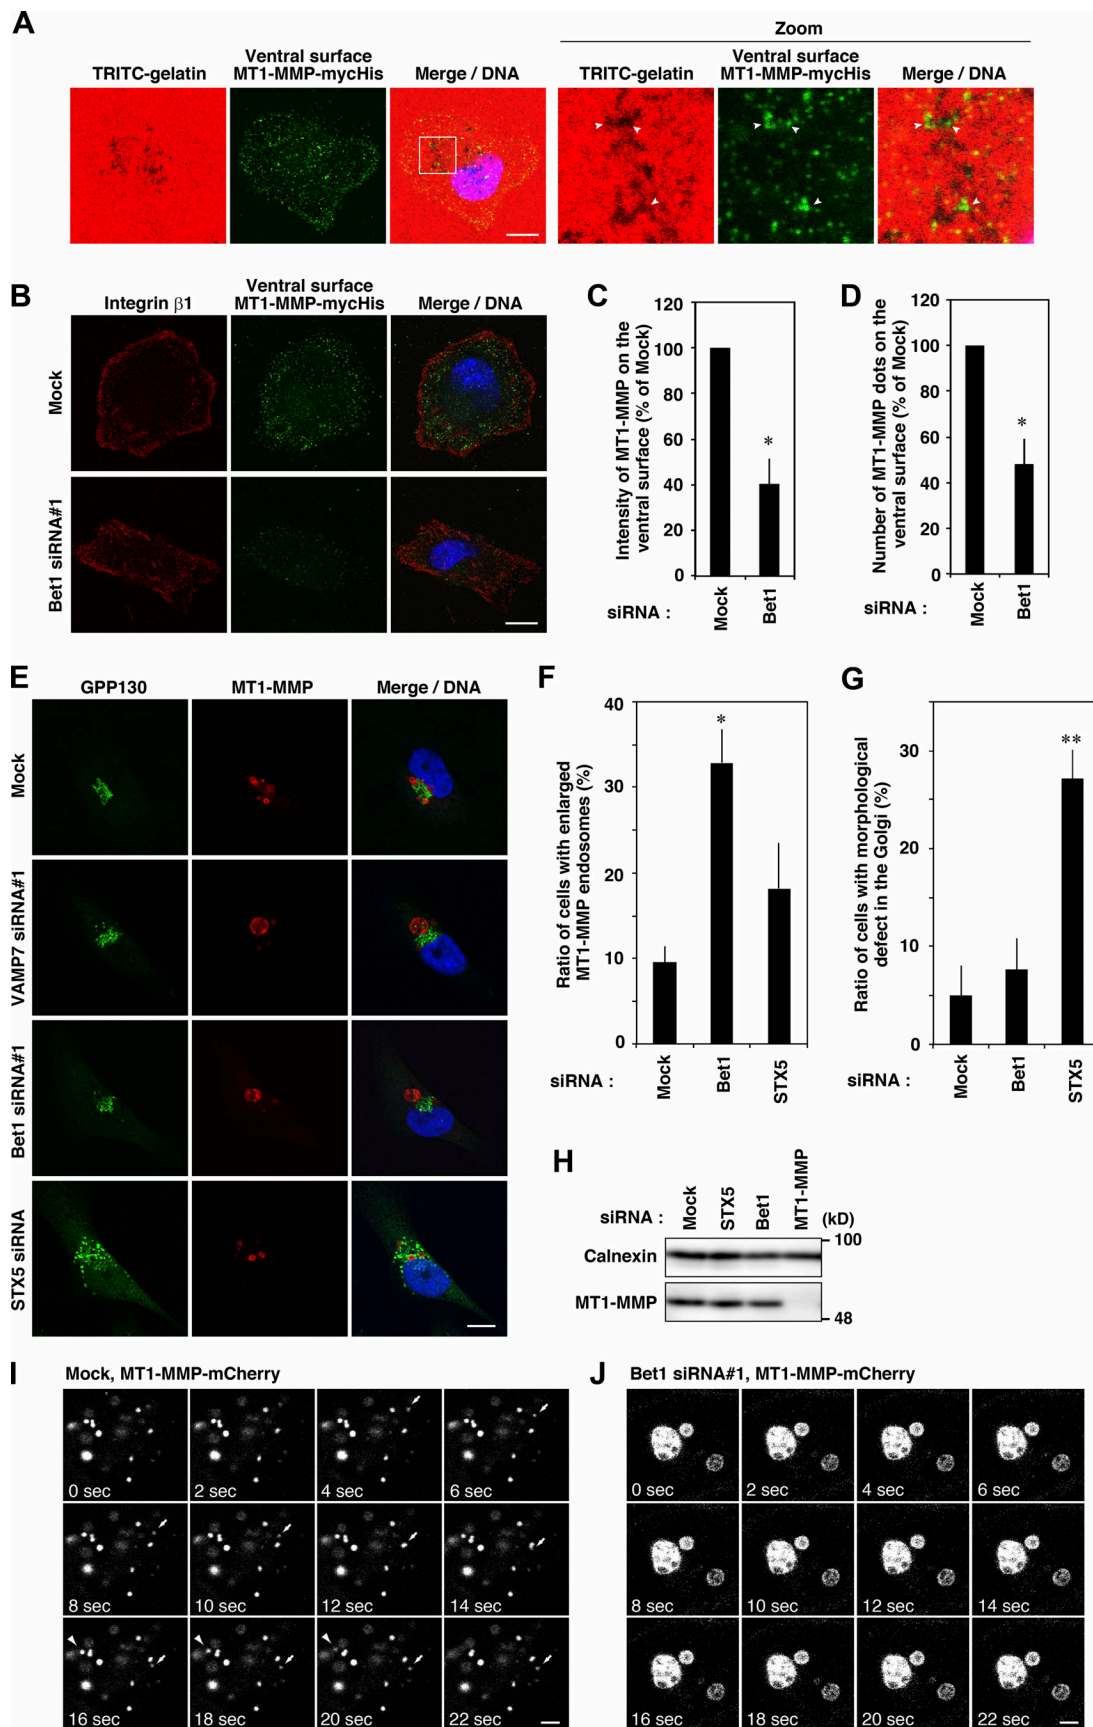 A
Zoom
TRITC-gelatin
Ventral surface
MT1-MMP-mycHis
Merge / DNA
TRITC-gelatin
Ventral surface
MT1-MMP-mycHis
Merge / DNA
B
Integrin β1
Ventral surface
MT1-MMP-mycHis
Merge / DNA
Mock
Bet1 siRNA#1
C
Intensity of MT1-MMP on the
ventral surface (% of Mock)
120
100
80
60
40
20
0
*
siRNA :
Mock
Bet1
D
Number of MT1-MMP dots on the
ventral surface (% of Mock)
120
100
80
60
40
20
0
*
siRNA :
Mock
Bet1
E
GPP130
MT1-MMP
Merge / DNA
Mock
VAMP7 siRNA#1
Bet1 siRNA#1
STX5 siRNA
F
Ratio of cells with enlarged
MT1-MMP endosomes (%)
40
30
20
10
0
*
siRNA :
Mock
Bet1
STX5
G
Ratio of cells with morphological
defect in the Golgi (%)
30
20
10
0
**
siRNA :
Mock
Bet1
STX5
H
siRNA :
Mock
STX5
Bet1
MT1-MMP
(kD)
Calnexin
100
MT1-MMP
48
I
Mock, MT1-MMP-mCherry
0 sec
2 sec
4 sec
6 sec
8 sec
10 sec
12 sec
14 sec
16 sec
18 sec
20 sec
22 sec
J
Bet1 siRNA#1, MT1-MMP-mCherry
0 sec
2 sec
4 sec
6 sec
8 sec
10 sec
12 sec
14 sec
16 sec
18 sec
20 sec
22 sec